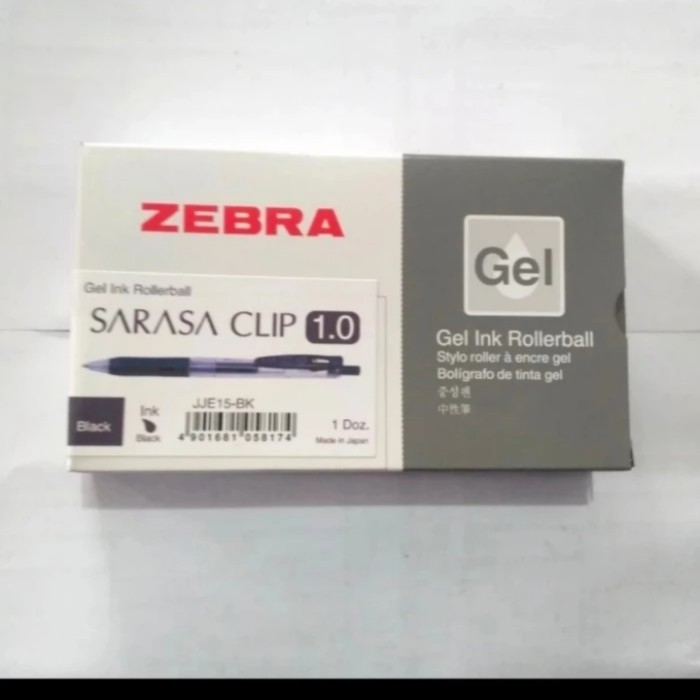 ZEBRA
Gel Ink Rollerball
SARASA CLIP 1.0
Black
Ink
Black
JJE15-BK
4 901681 058174
1 Doz.
Made in Japan
Gel
Gel Ink Rollerball
Stylo roller à encre gel
Bolígrafo de tinta gel
중성펜
中性筆